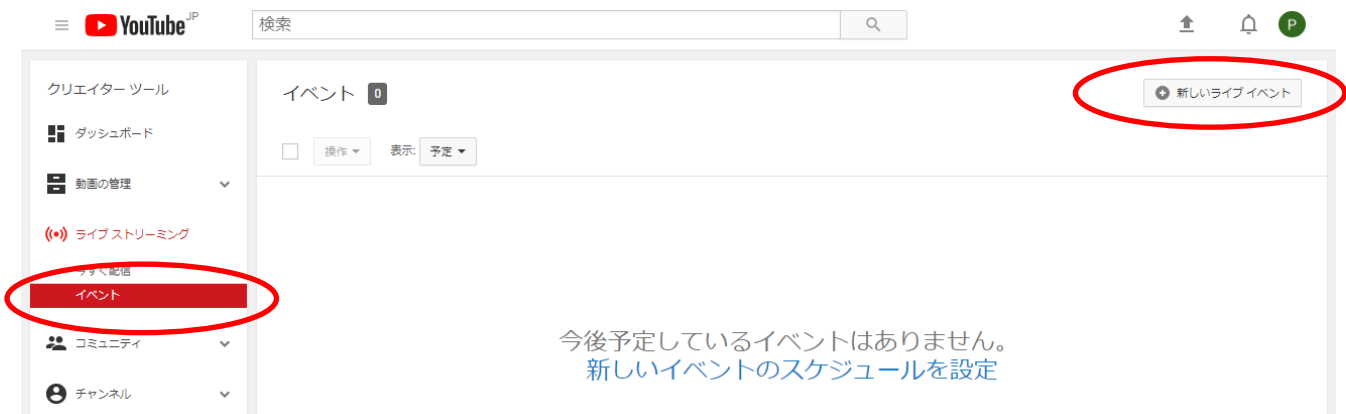 YouTube JP
検索
P
クリエイター ツール
ダッシュボード
動画の管理
ライブ ストリーミング
今すぐ配信
イベント
コミュニティ
チャンネル
イベント 0
新しいライブ イベント
操作 表示: 予定
今後予定しているイベントはありません。
新しいイベントのスケジュールを設定